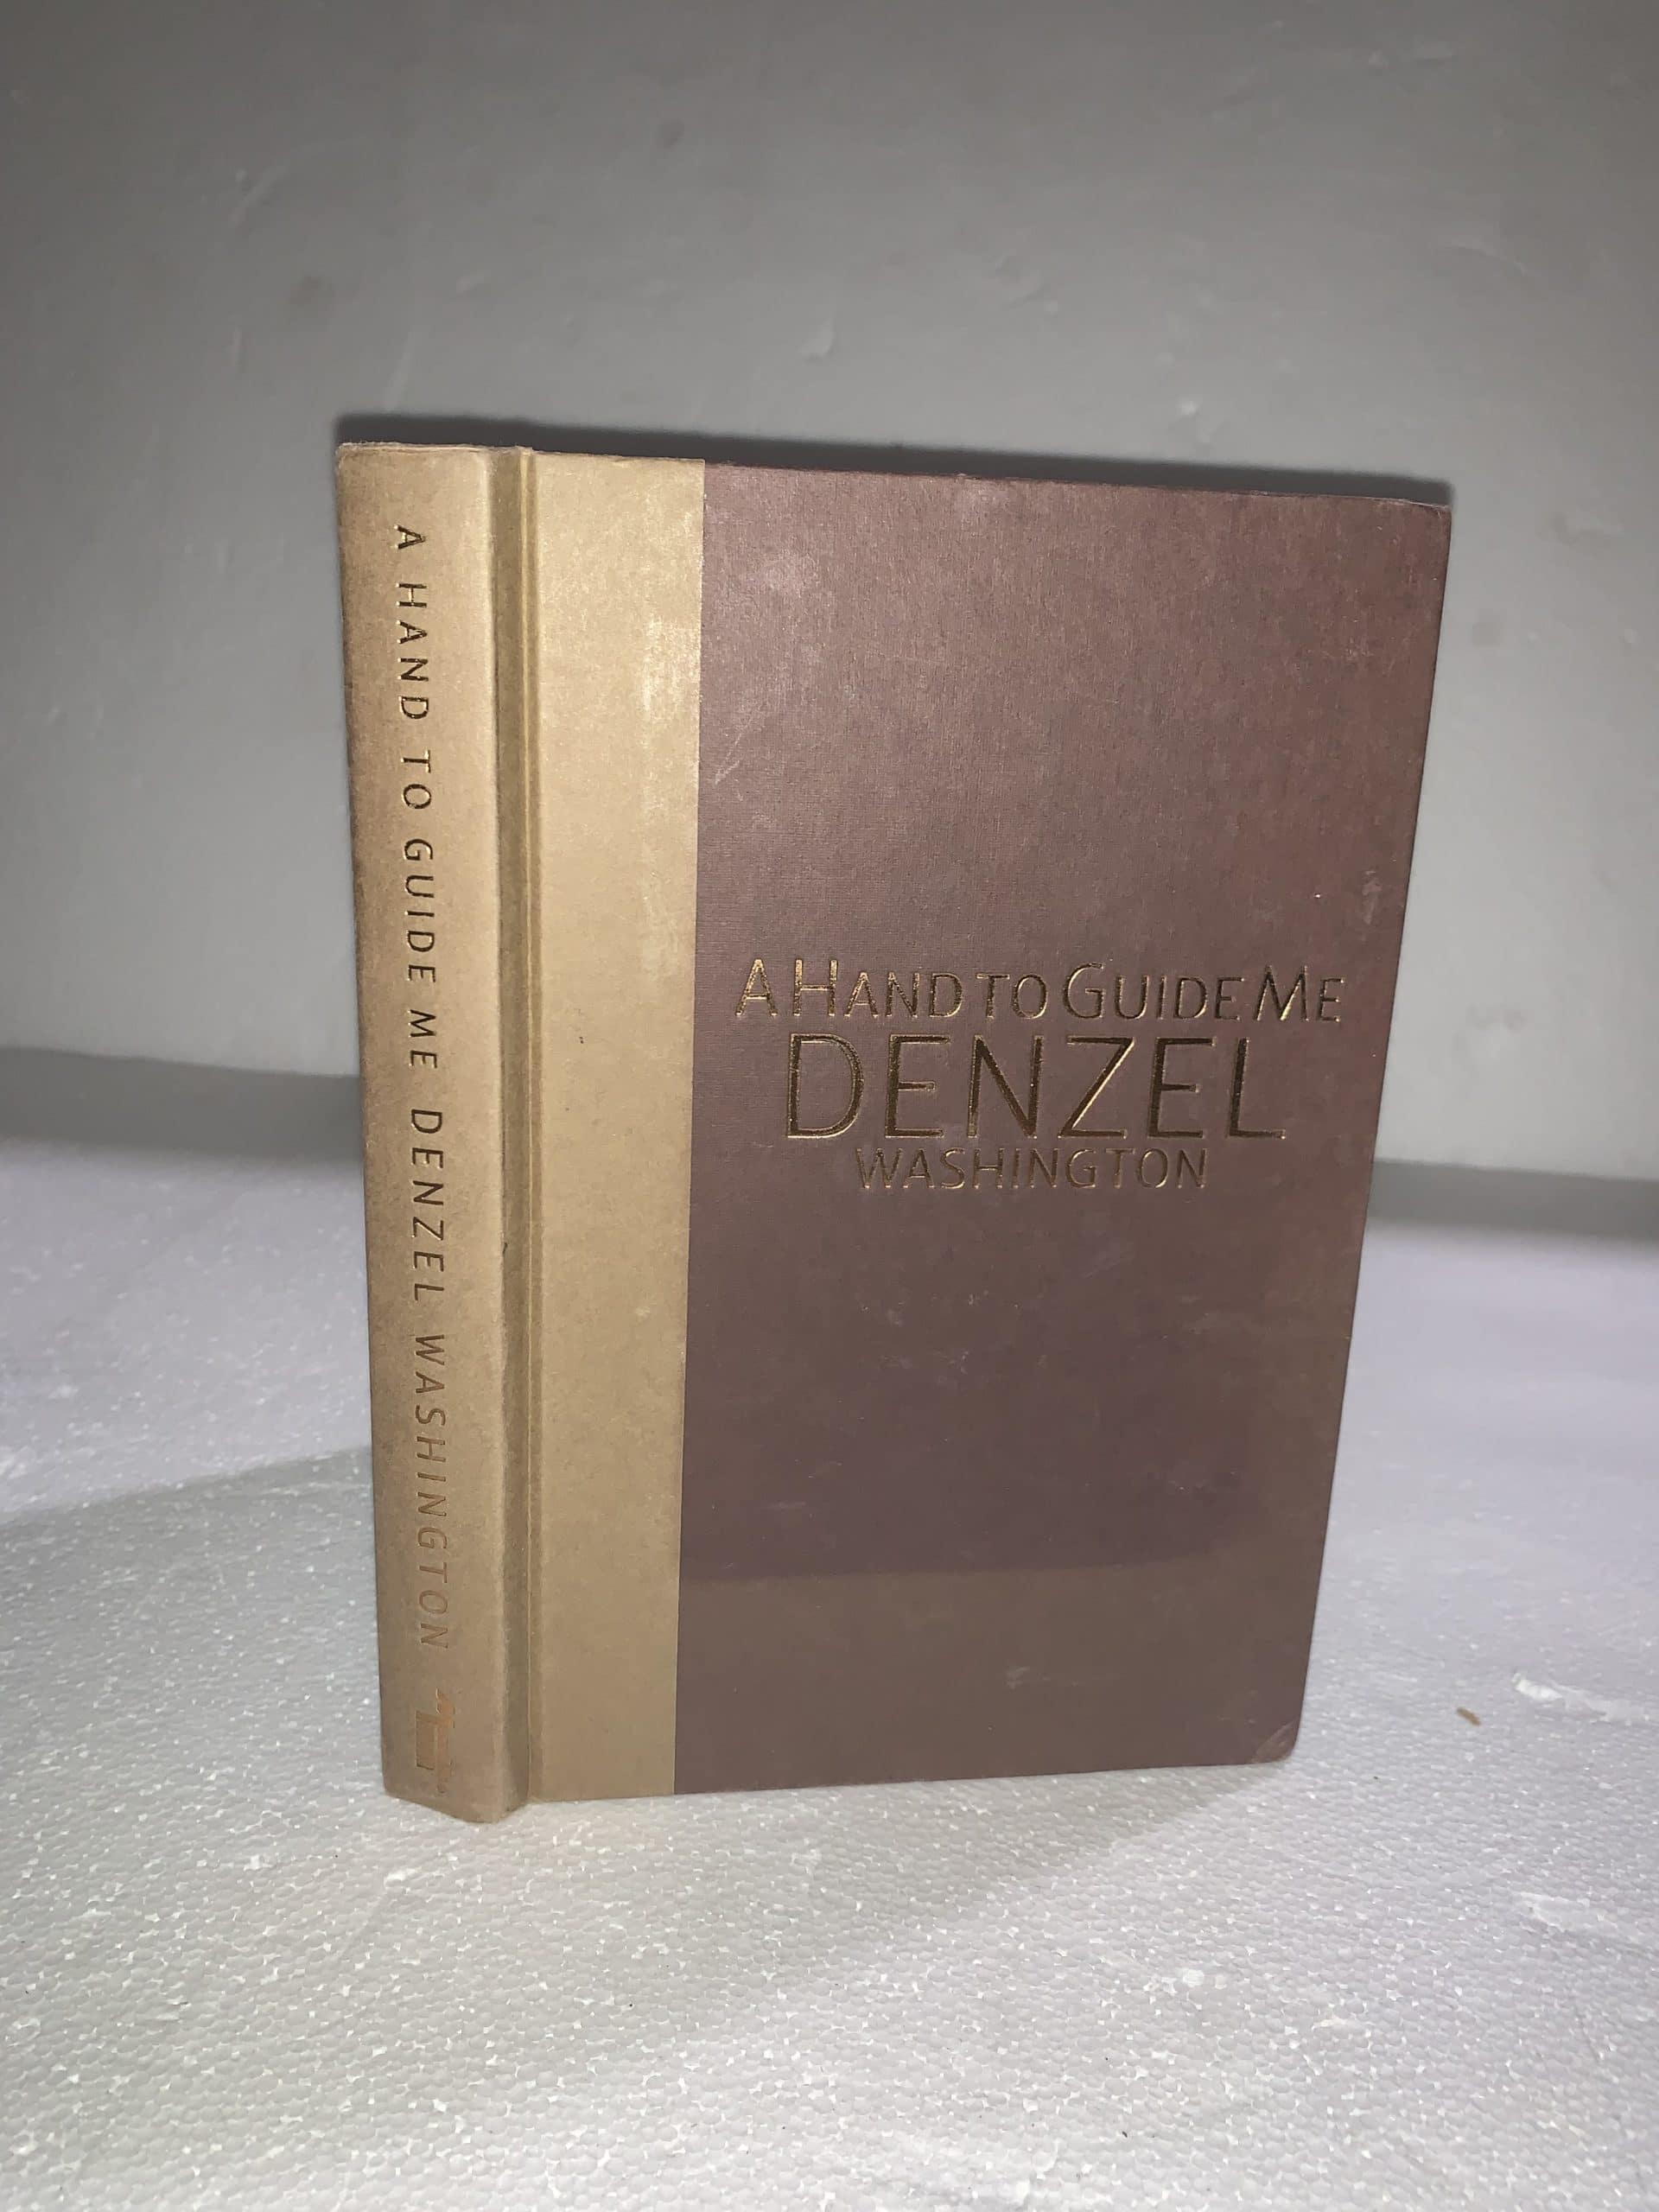 A HAND TO GUIDE ME DENZEL WASHINGTON
A HAND TO GUIDE ME
DENZEL
WASHINGTON